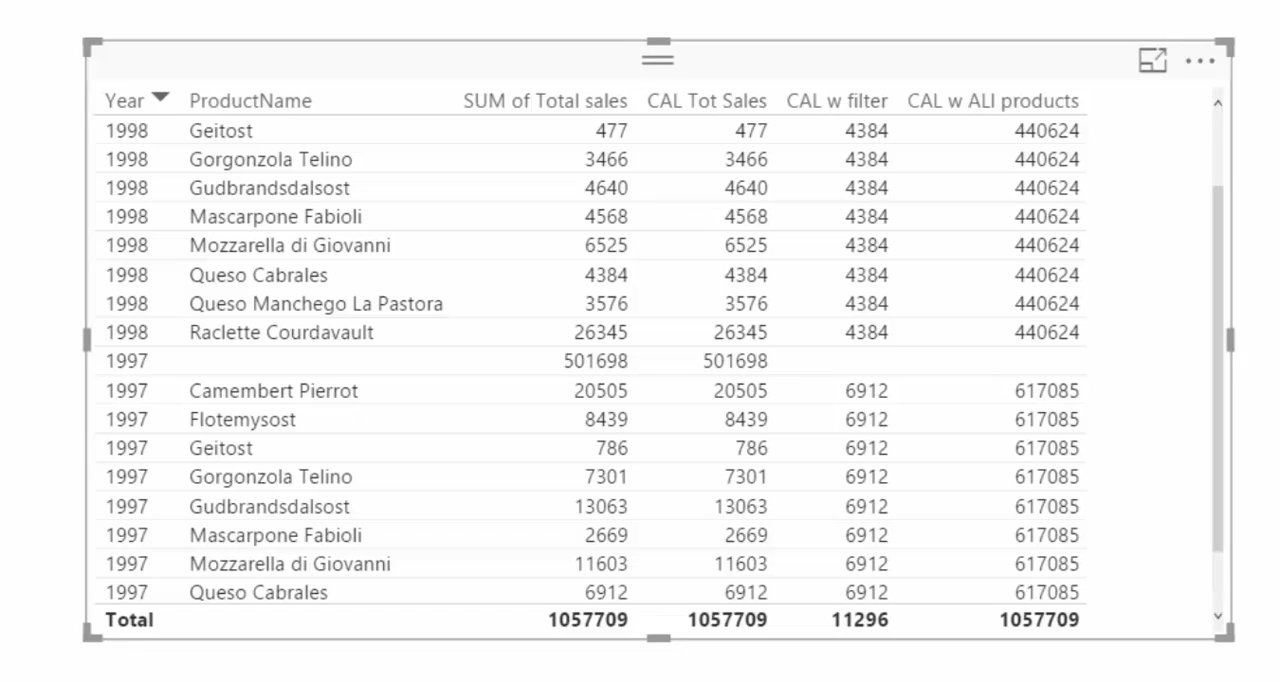 Year ProductName SUM of Total sales CAL Tot Sales CAL w filter CAL w ALl products
1998 Geitost 477 477 4384 440624
1998 Gorgonzola Telino 3466 3466 4384 440624
1998 Gudbrandsdalsost 4640 4640 4384 440624
1998 Mascarpone Fabioli 4568 4568 4384 440624
1998 Mozzarella di Giovanni 6525 6525 4384 440624
1998 Queso Cabrales 4384 4384 4384 440624
1998 Queso Manchego La Pastora 3576 3576 4384 440624
1998 Raclette Courdavault 26345 26345 4384 440624
1997 501698 501698
1997 Camembert Pierrot 20505 20505 6912 617085
1997 Flotemysost 8439 8439 6912 617085
1997 Geitost 786 786 6912 617085
1997 Gorgonzola Telino 7301 7301 6912 617085
1997 Gudbrandsdalsost 13063 13063 6912 617085
1997 Mascarpone Fabioli 2669 2669 6912 617085
1997 Mozzarella di Giovanni 11603 11603 6912 617085
1997 Queso Cabrales 6912 6912 6912 617085
Total 1057709 1057709 11296 1057709